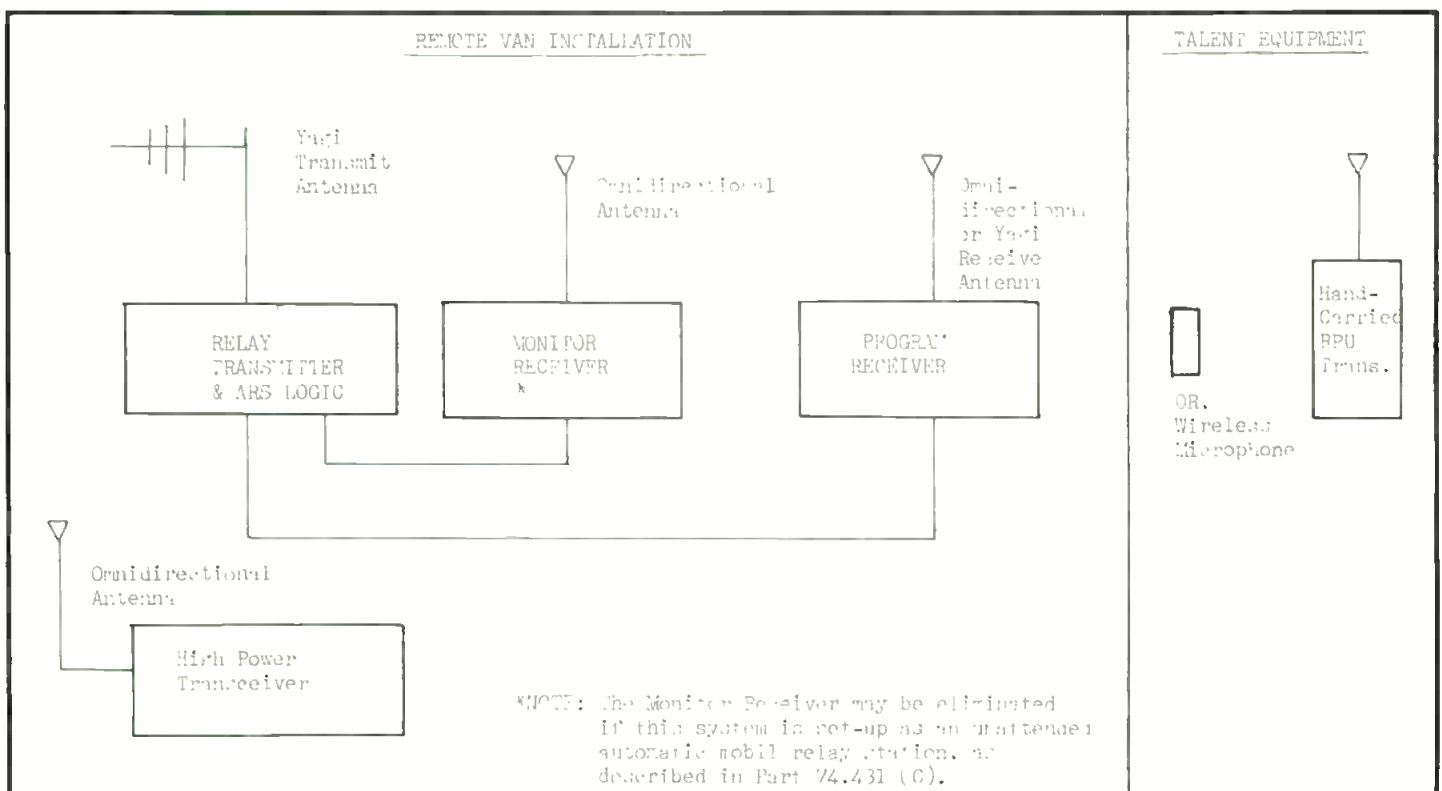 REMOTE VAN INSTALLATION
TALENT EQUIPMENT
Yagi
Transmit
Antenna
Omnidirectional
Antenna
Omni-
directional
or Yagi
Receive
Antenna
RELAY
TRANSMITTER
& ARS LOGIC
MONITOR
RECEIVER
*
PROGRAM
RECEIVER
OR.
Wireless
Microphone
Hand-
Carried
RPU
Trans.
Omnidirectional
Antenna
High Power
Transceiver
*NOTE: The Monitor Receiver may be eliminated
if this system is set-up as an unattended
automatic mobil relay station, as
described in Part 74.431 (C).